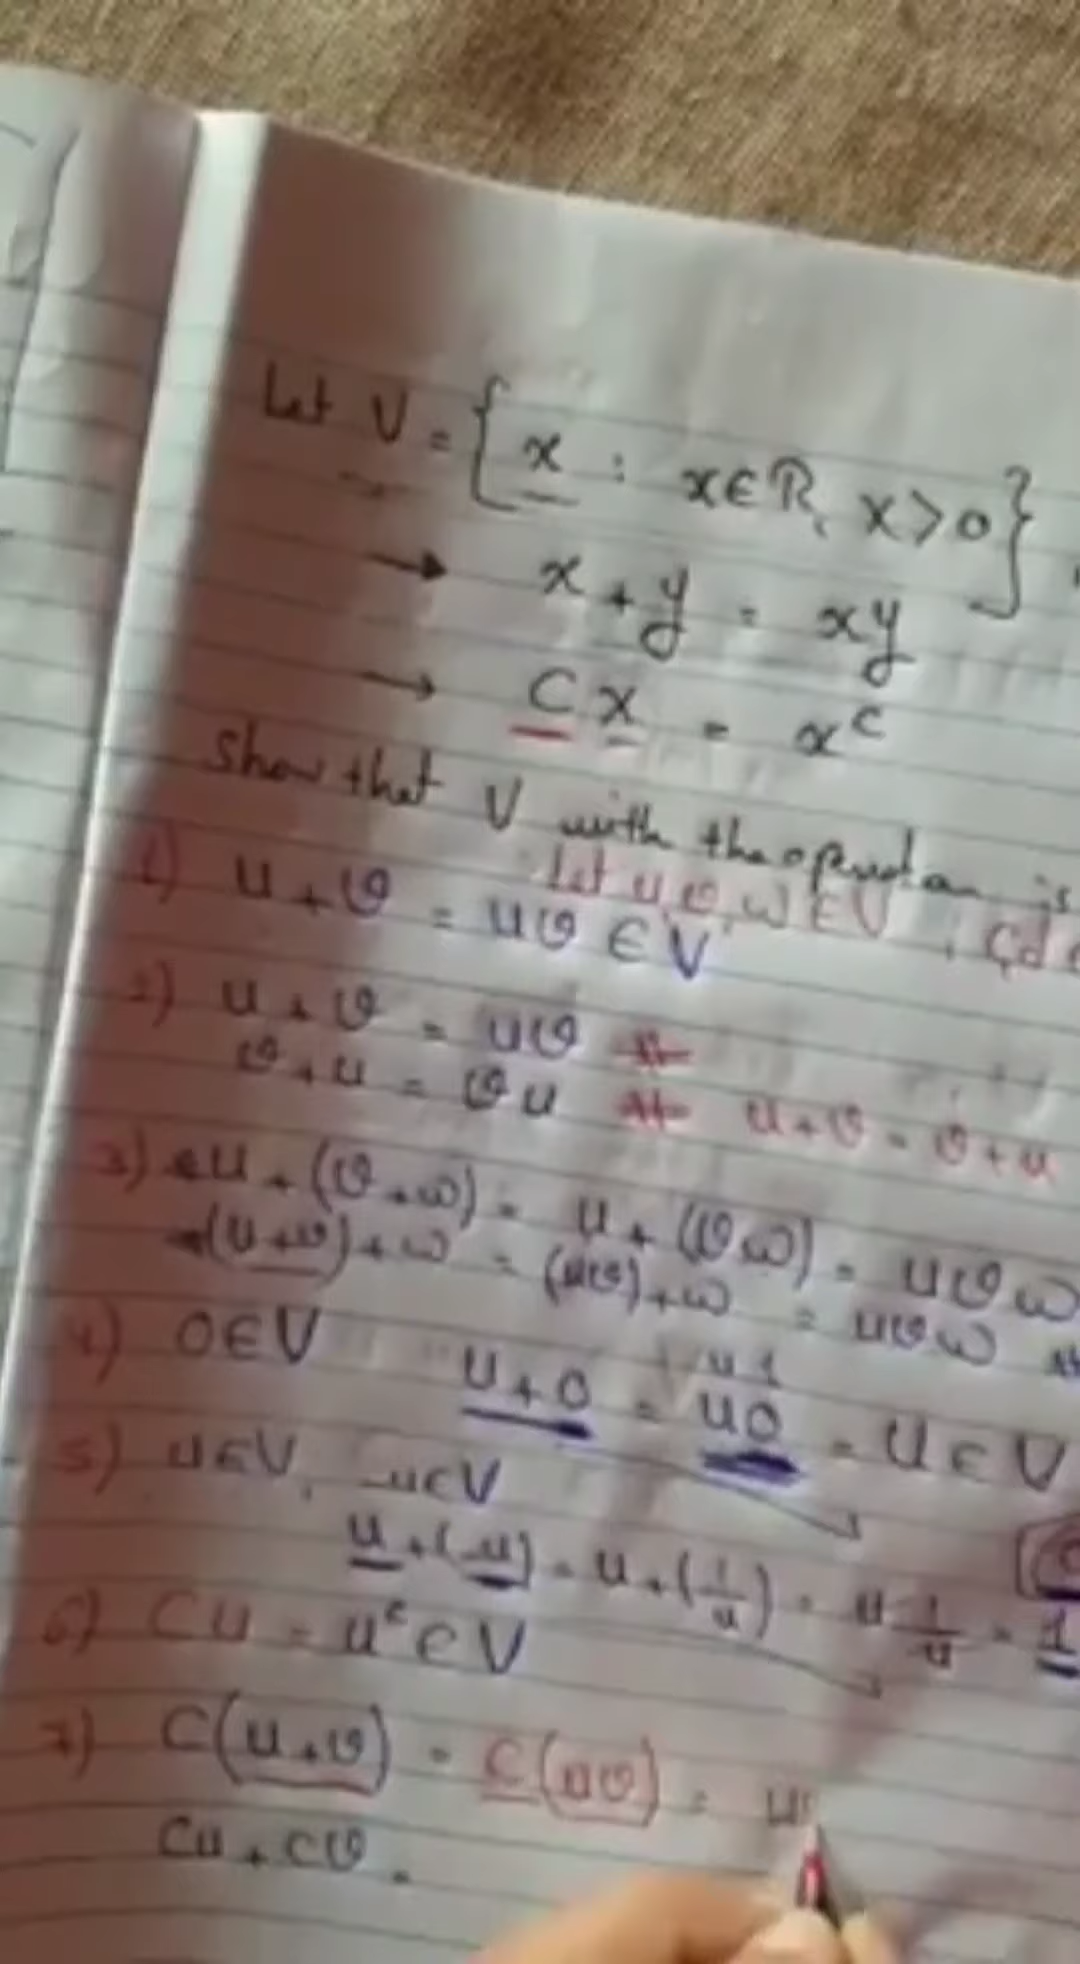 Let V = { x : x∈ℝ, x>0 }
→ x + y = xy
→ C x = x^c
Show that V with the operation is
Let u, v, w ∈ V , c,d
1) u + v = uv ∈ V
2) u + v = uv
v + u = vu u + v = v + u
3) u + (v + w) = u + (vw) = uvw
(u + v) + w = (uv) + w = uvw
4) 0∈V u + 0 = u0 = u ∈ V
u 1
5) u∈V, -u∈V
u + (-u) = u + (1/u) = u 1/u = 1
6) Cu = u^c ∈ V
7) C(u + v) = C(uv) = u
Cu + cv =